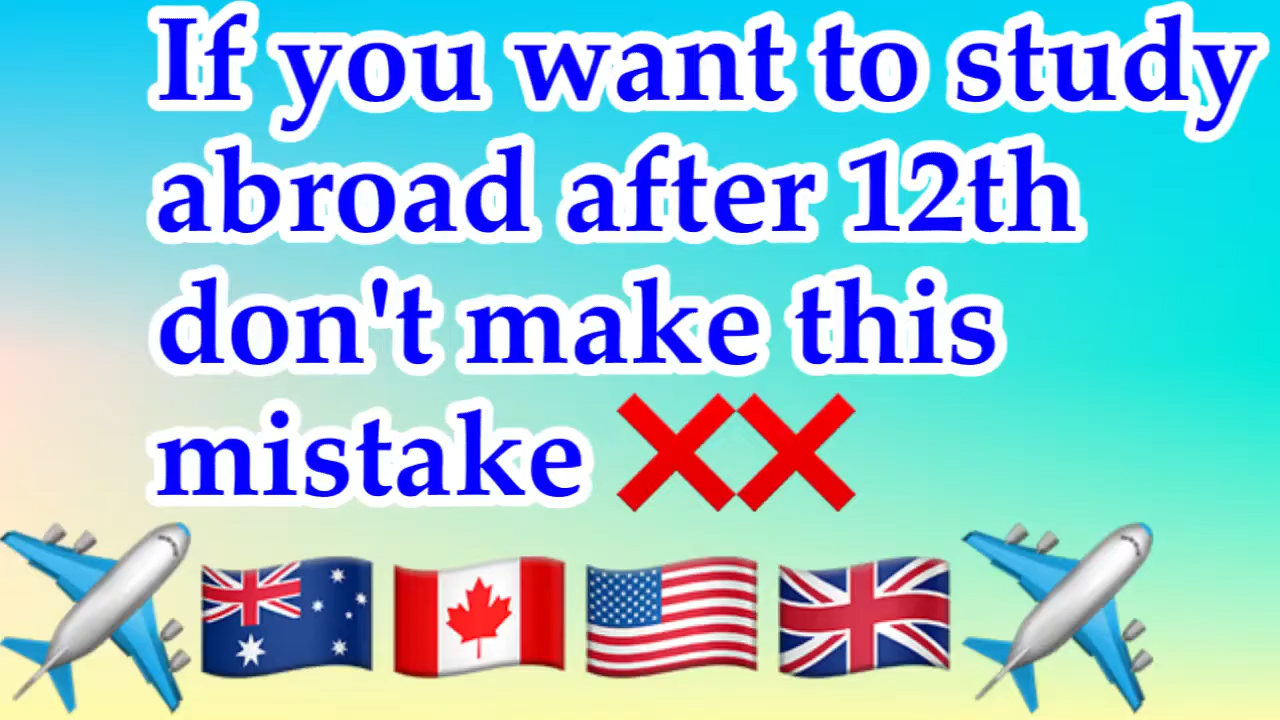 If you want to study
abroad after 12th
don't make this
mistake ❌❌